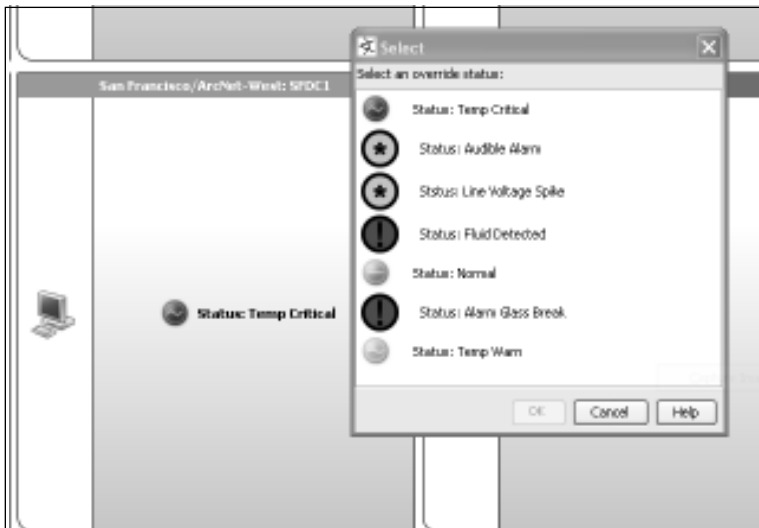 Select
Select an override status:
San Francisco/ArcNet-West: SFDC1
Status: Temp Critical
Status: Audible Alarm
Ststus: Line Voltage Spike
Status: Fluid Detected
Status: Normal
Status: Temp Critical
Status: Alarm Glass Break
Status: Temp Warn
OK
Cancel
Help